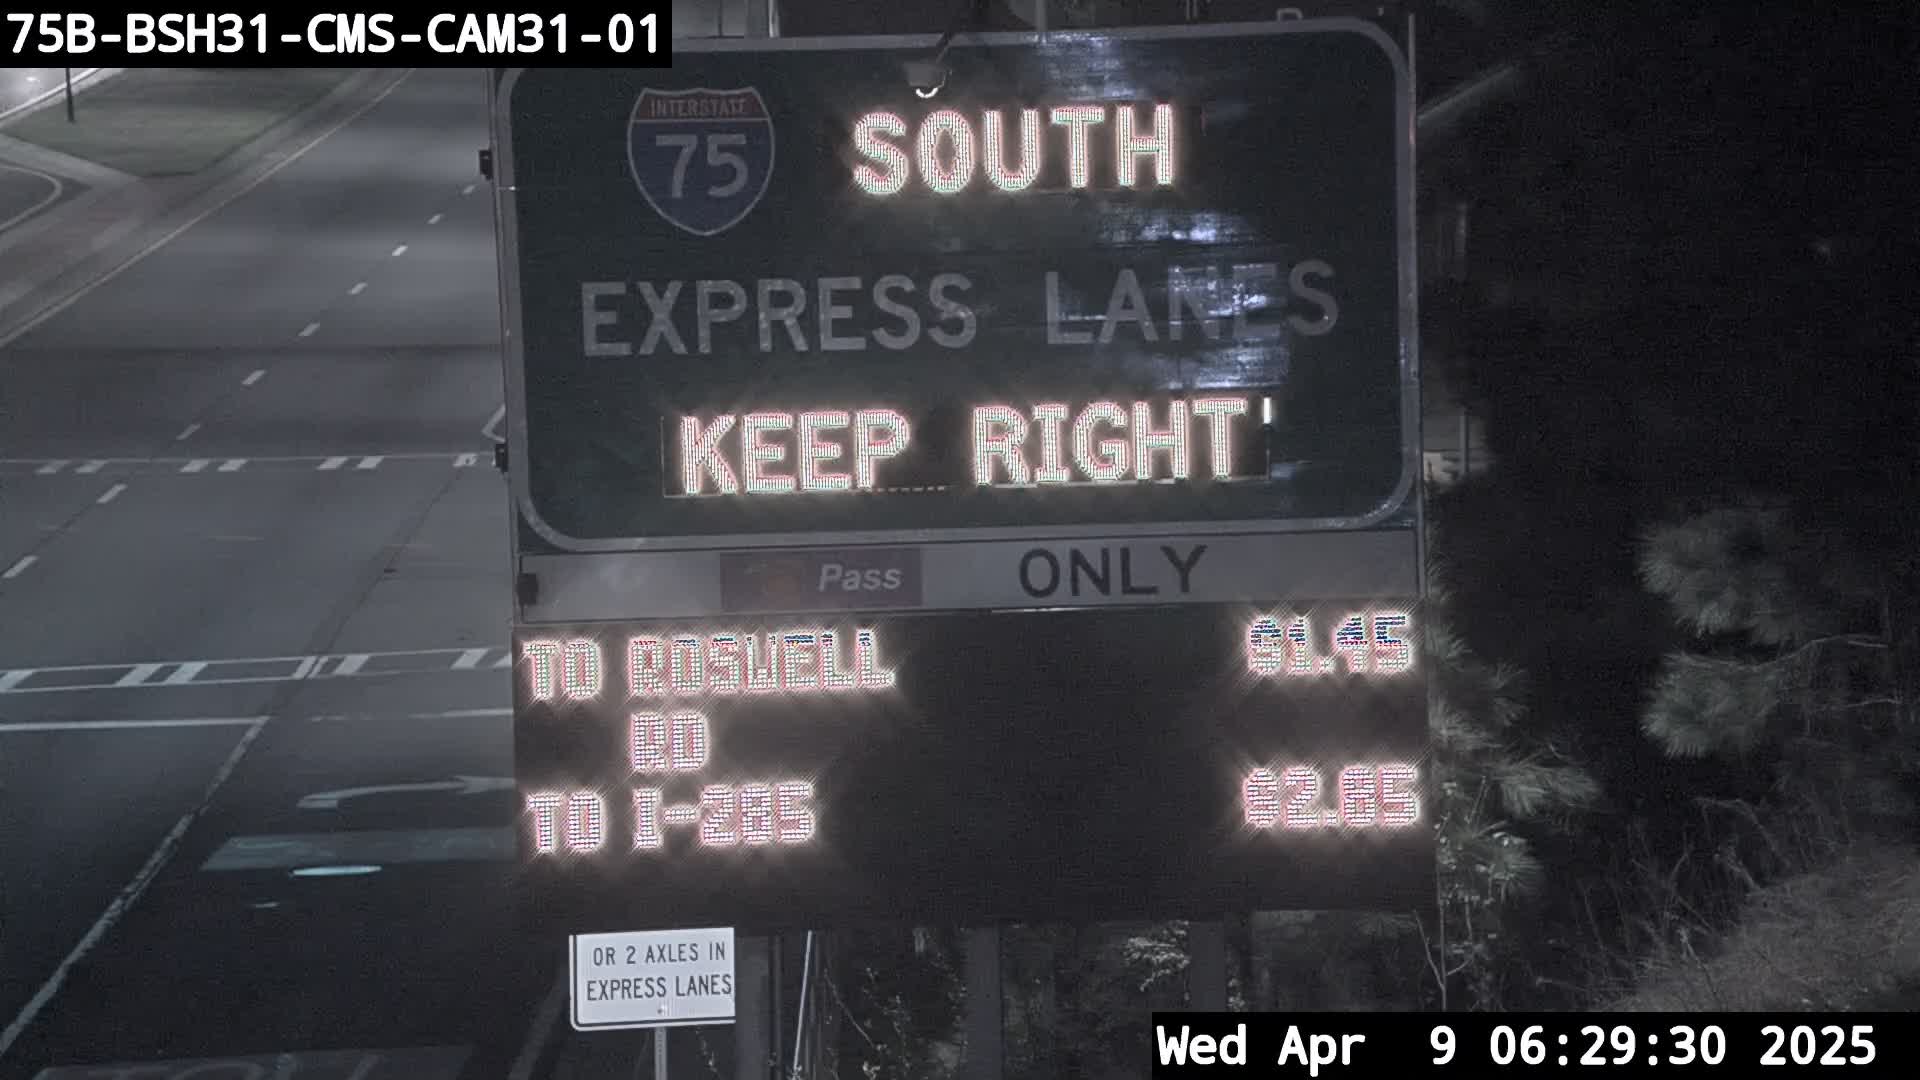 75B-BSH31-CMS-CAM31-01
INTERSTATE
75
SOUTH
EXPRESS LANES
KEEP RIGHT
Pass ONLY
TO ROSWELL $1.45
RD
TO I-285 $2.85
OR 2 AXLES IN
EXPRESS LANES
Wed Apr 9 06:29:30 2025